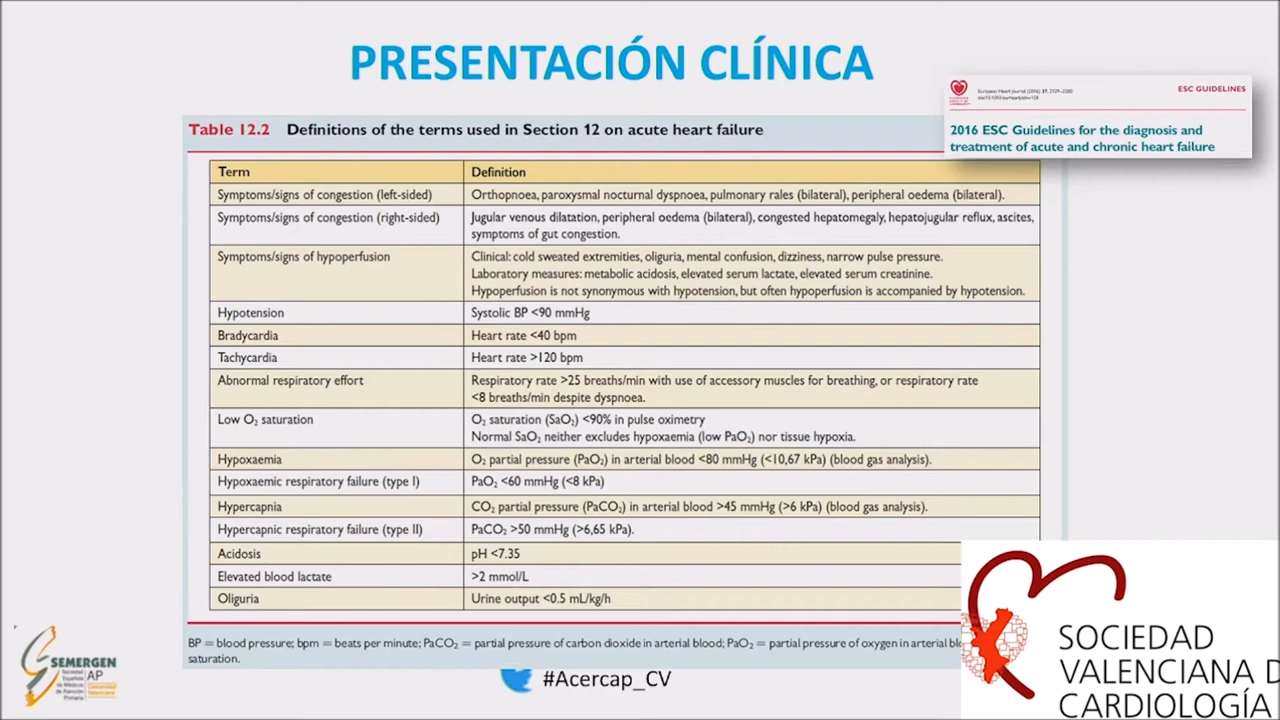 PRESENTACIÓN CLÍNICA
ESC GUIDELINES
2016 ESC Guidelines for the diagnosis and
treatment of acute and chronic heart failure
Table 12.2 Definitions of the terms used in Section 12 on acute heart failure
Term Definition
Symptoms/signs of congestion (left-sided) Orthopnoea, paroxysmal nocturnal dyspnoea, pulmonary rales (bilateral), peripheral oedema (bilateral).
Symptoms/signs of congestion (right-sided) Jugular venous dilatation, peripheral oedema (bilateral), congested hepatomegaly, hepatojugular reflux, ascites,
symptoms of gut congestion.
Symptoms/signs of hypoperfusion Clinical: cold sweated extremities, oliguria, mental confusion, dizziness, narrow pulse pressure.
Laboratory measures: metabolic acidosis, elevated serum lactate, elevated serum creatinine.
Hypoperfusion is not synonymous with hypotension, but often hypoperfusion is accompanied by hypotension.
Hypotension Systolic BP <90 mmHg
Bradycardia Heart rate <40 bpm
Tachycardia Heart rate >120 bpm
Abnormal respiratory effort Respiratory rate >25 breaths/min with use of accessory muscles for breathing, or respiratory rate
<8 breaths/min despite dyspnoea.
Low O₂ saturation O₂ saturation (SaO₂) <90% in pulse oximetry
Normal SaO₂ neither excludes hypoxaemia (low PaO₂) nor tissue hypoxia.
Hypoxaemia O₂ partial pressure (PaO₂) in arterial blood <80 mmHg (<10,67 kPa) (blood gas analysis).
Hypoxaemic respiratory failure (type I) PaO₂ <60 mmHg (<8 kPa)
Hypercapnia CO₂ partial pressure (PaCO₂) in arterial blood >45 mmHg (>6 kPa) (blood gas analysis).
Hypercapnic respiratory failure (type II) PaCO₂ >50 mmHg (>6,65 kPa).
Acidosis pH <7.35
Elevated blood lactate >2 mmol/L
Oliguria Urine output <0.5 mL/kg/h
BP = blood pressure; bpm = beats per minute; PaCO₂ = partial pressure of carbon dioxide in arterial blood; PaO₂ = partial pressure of oxygen in arterial
saturation.
SEMERGEN
Sociedad
Española
de Médicos
de Atención
Primaria
AP
Comunidad
Valenciana
#Acercap_CV
SOCIEDAD
VALENCIANA D
CARDIOLOGÍA